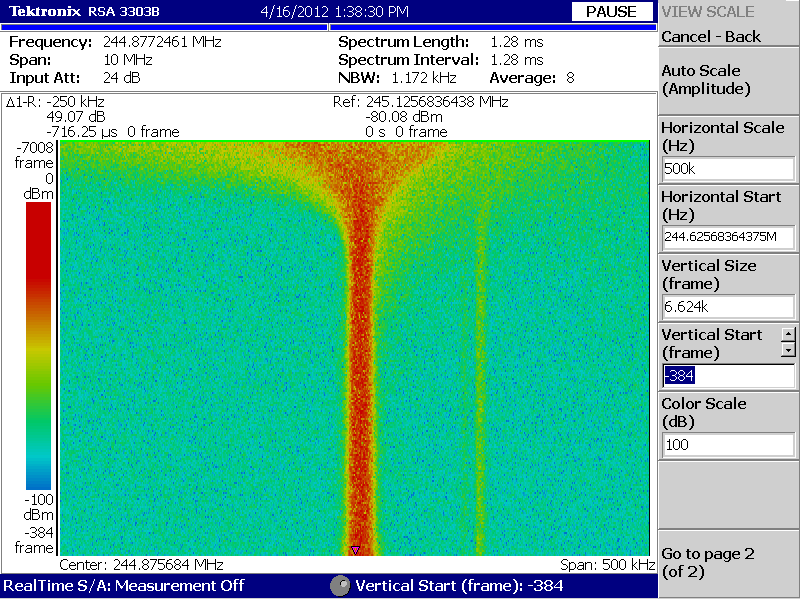 Tektronix RSA 3303B 4/16/2012 1:38:30 PM PAUSE
VIEW SCALE
Frequency: 244.8772461 MHz Spectrum Length: 1.28 ms
Span: 10 MHz Spectrum Interval: 1.28 ms
Input Att: 24 dB NBW: 1.172 kHz Average: 8
Cancel - Back
Δ1-R: -250 kHz Ref: 245.1256836438 MHz
49.07 dB -80.08 dBm
-716.25 µs 0 frame 0 s 0 frame
-7008
frame
0
dBm
-100
dBm
-384
frame
Center: 244.875684 MHz Span: 500 kHz
RealTime S/A: Measurement Off Vertical Start (frame): -384
Auto Scale
(Amplitude)
Horizontal Scale
(Hz)
500k
Horizontal Start
(Hz)
244.62568364375M
Vertical Size
(frame)
6.624k
Vertical Start
(frame)
-384
Color Scale
(dB)
100
Go to page 2
(of 2)